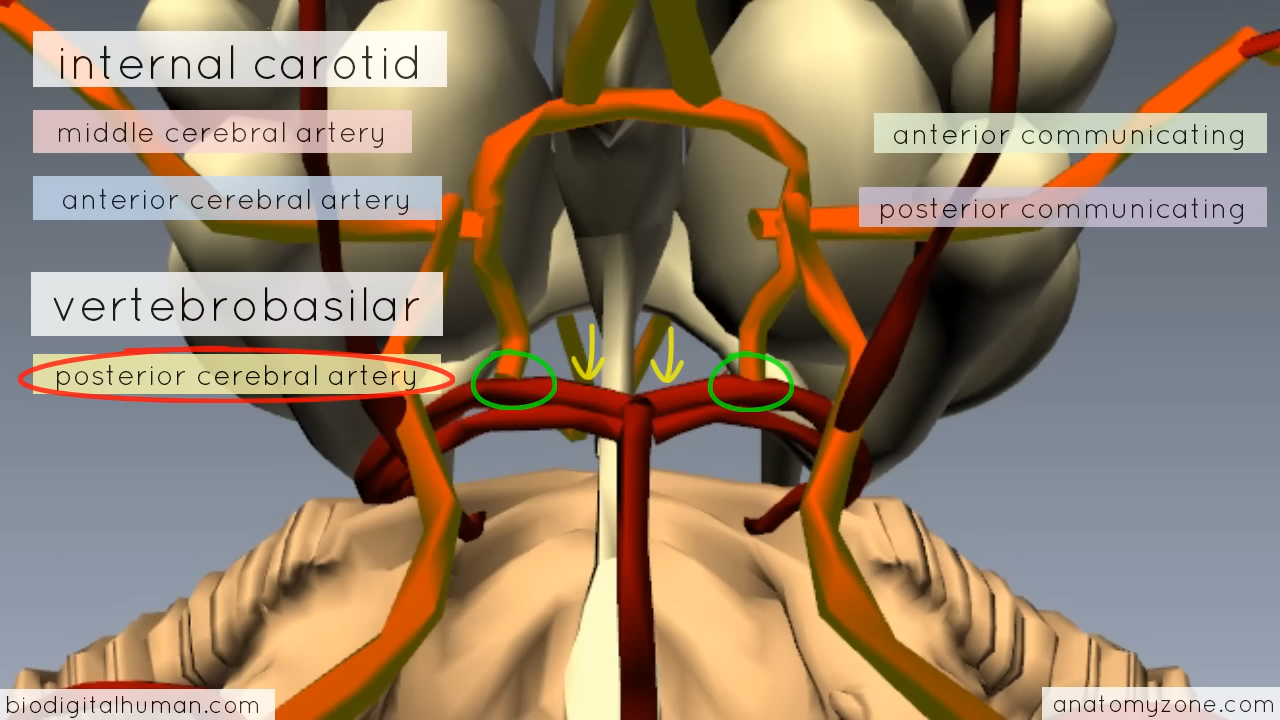 internal carotid
middle cerebral artery
anterior cerebral artery
vertebrobasilar
posterior cerebral artery
anterior communicating
posterior communicating
biodigitalhuman.com
anatomyzone.com